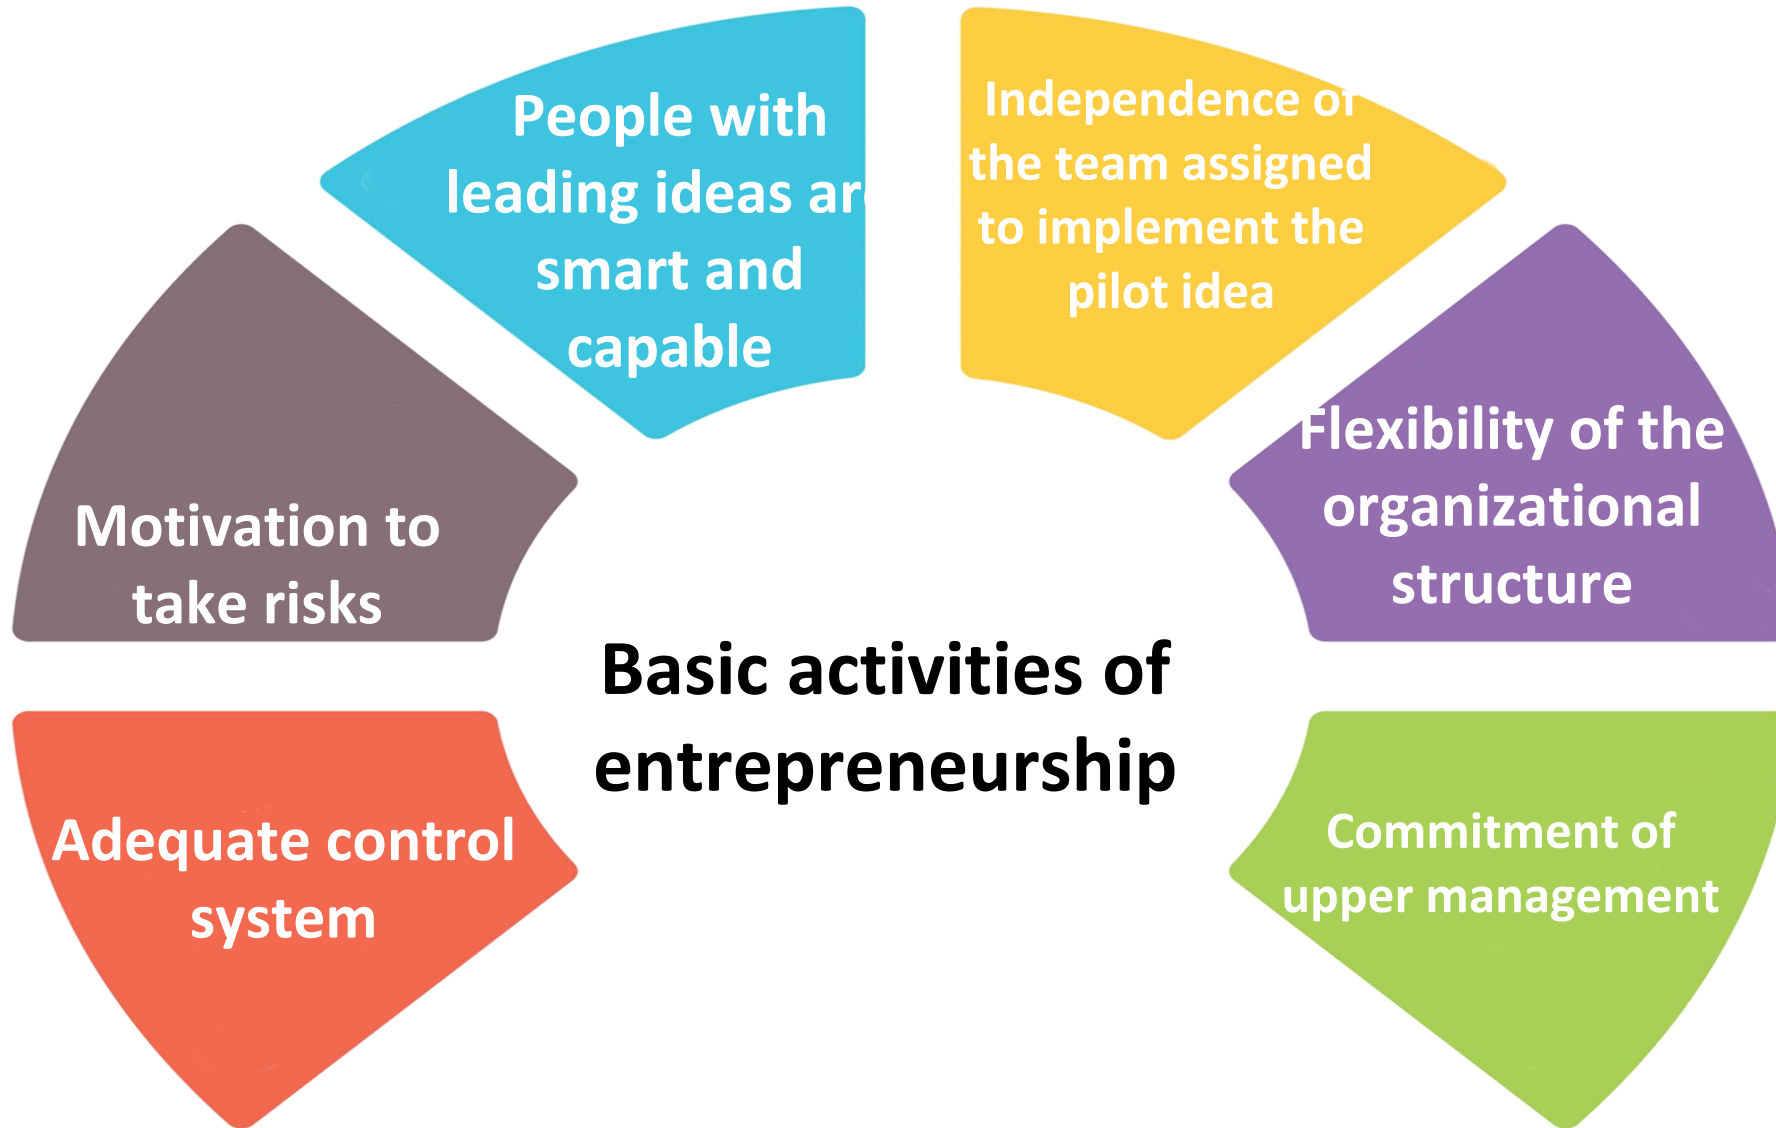 People with
leading ideas are
smart and
capable
Independence of
the team assigned
to implement the
pilot idea
Motivation to
take risks
Flexibility of the
organizational
structure
Basic activities of
entrepreneurship
Adequate control
system
Commitment of
upper management